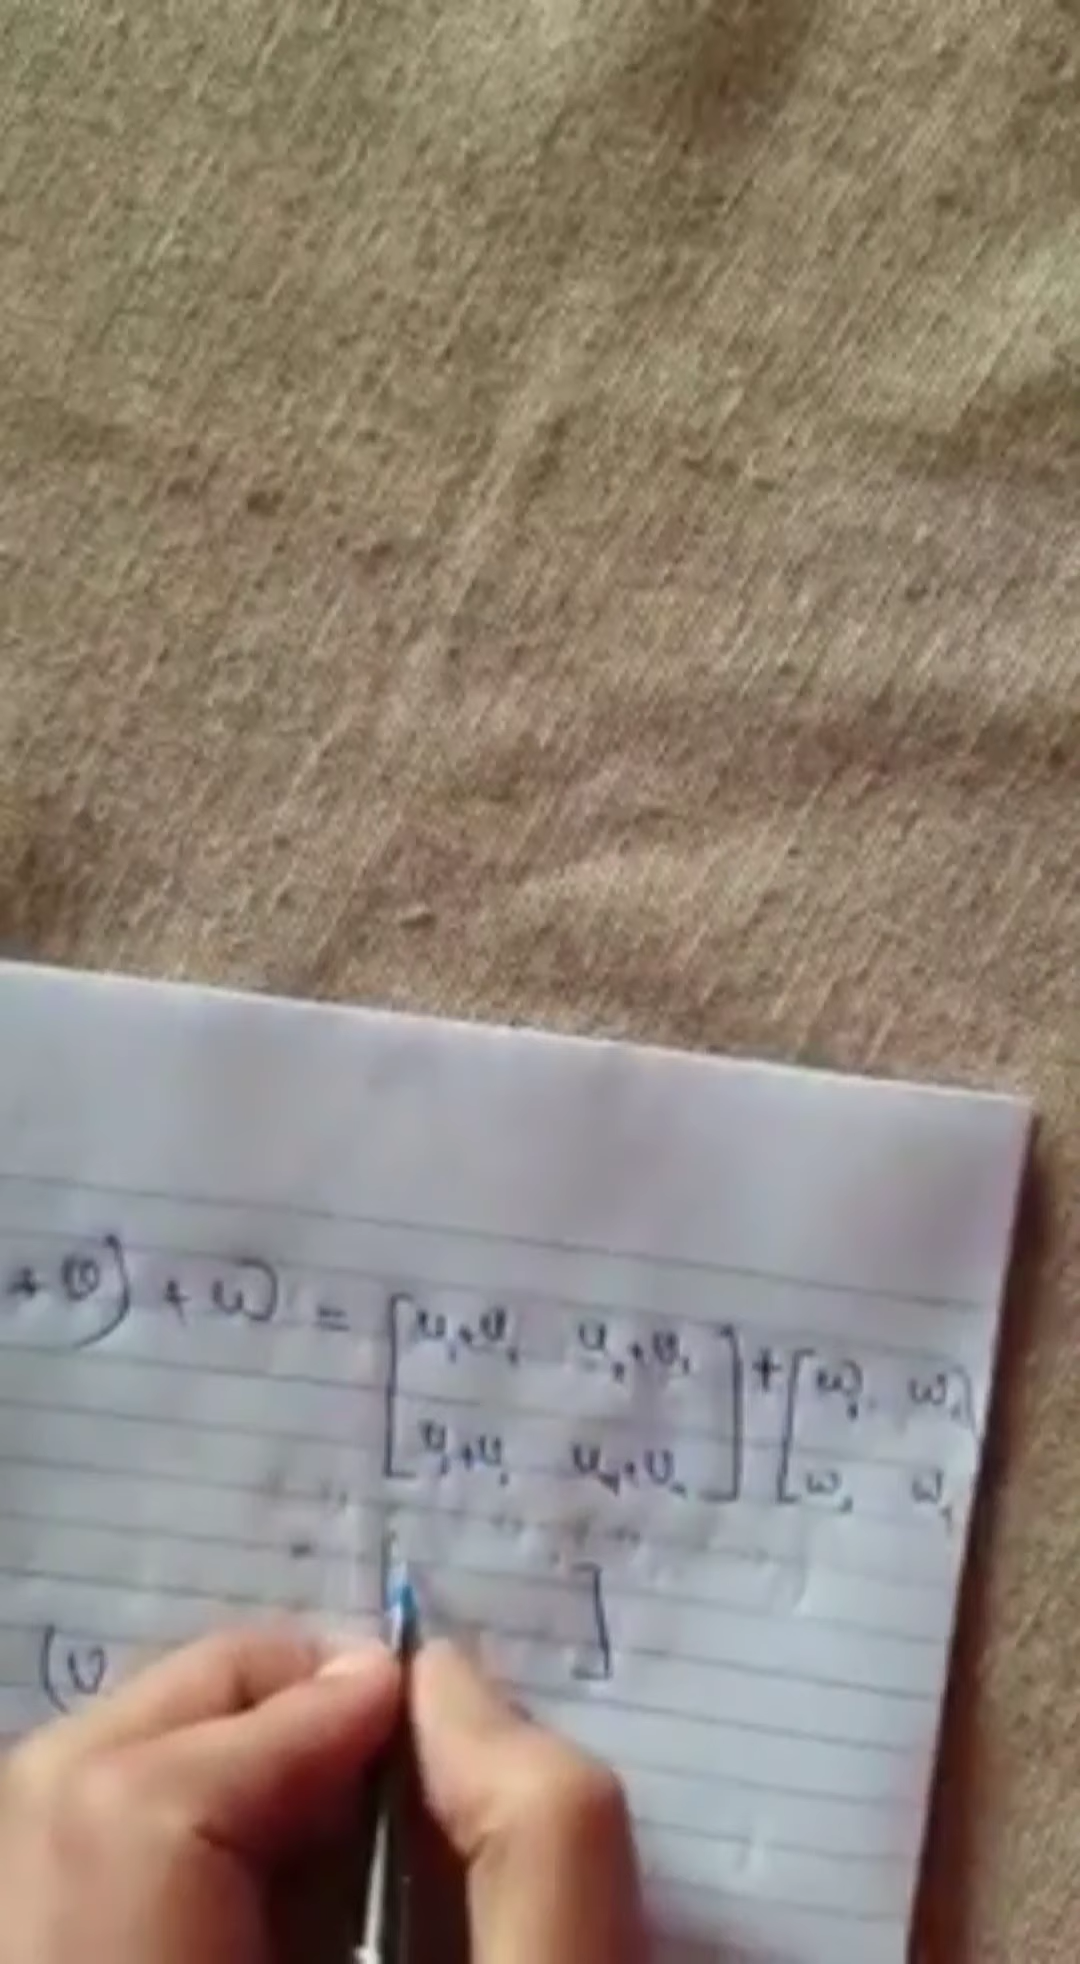 + v) + w = [ u₁+v₁ u₂+v₂ ] + [ w₁ w₂
u₃+v₃ u₄+v₄ w₃ w₄
= ]
(v